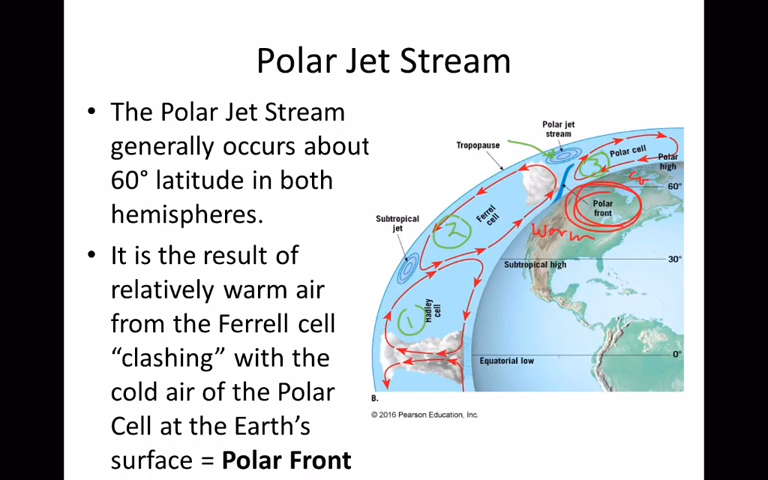 Polar Jet Stream
• The Polar Jet Stream
generally occurs about
60° latitude in both
hemispheres.
• It is the result of
relatively warm air
from the Ferrell cell
“clashing” with the
cold air of the Polar
Cell at the Earth’s
surface = Polar Front
Polar jet
stream
Tropopause
3
Polar cell
Polar
high
60°
Polar
front
Warm
2
Ferrel
cell
Subtropical
jet
Subtropical high
30°
1
Hadley
cell
Equatorial low
0°
B.
© 2016 Pearson Education, Inc.